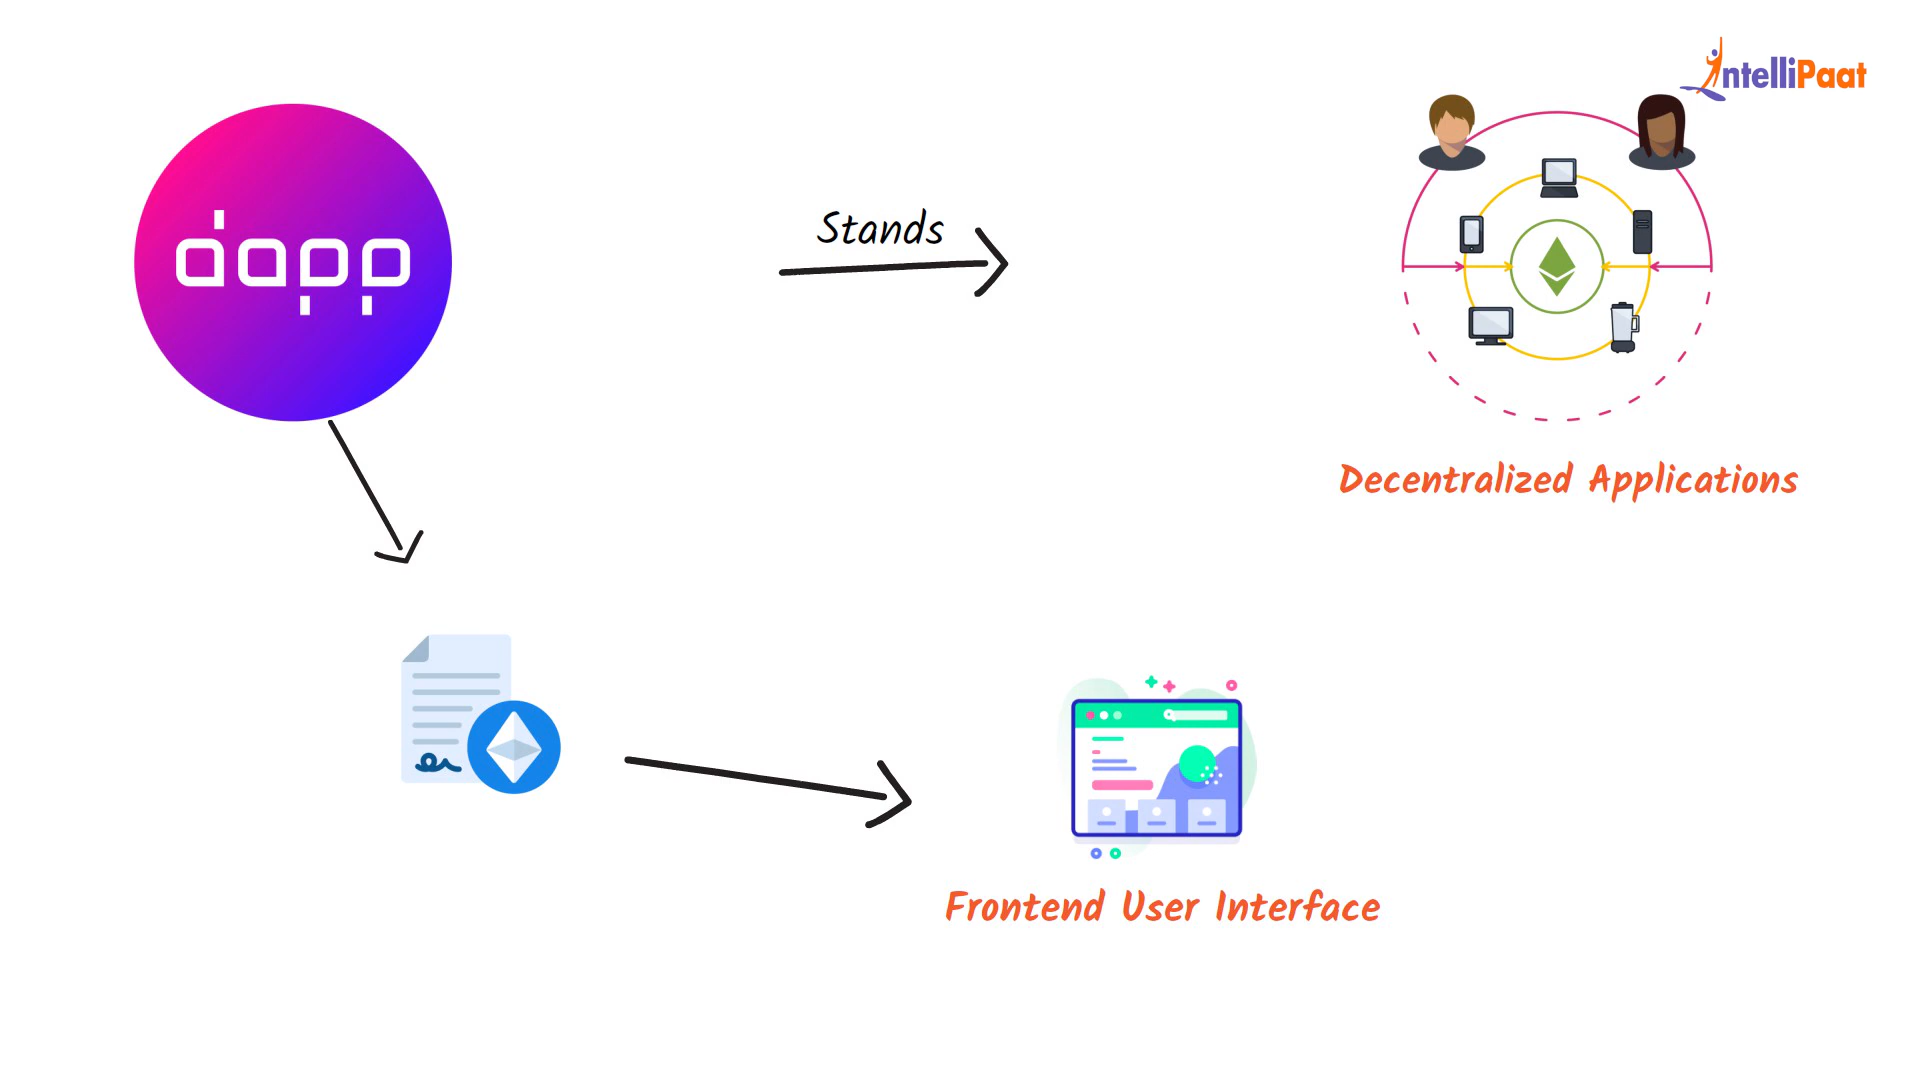 IntelliPaat
dapp
Stands
Decentralized Applications
Frontend User Interface